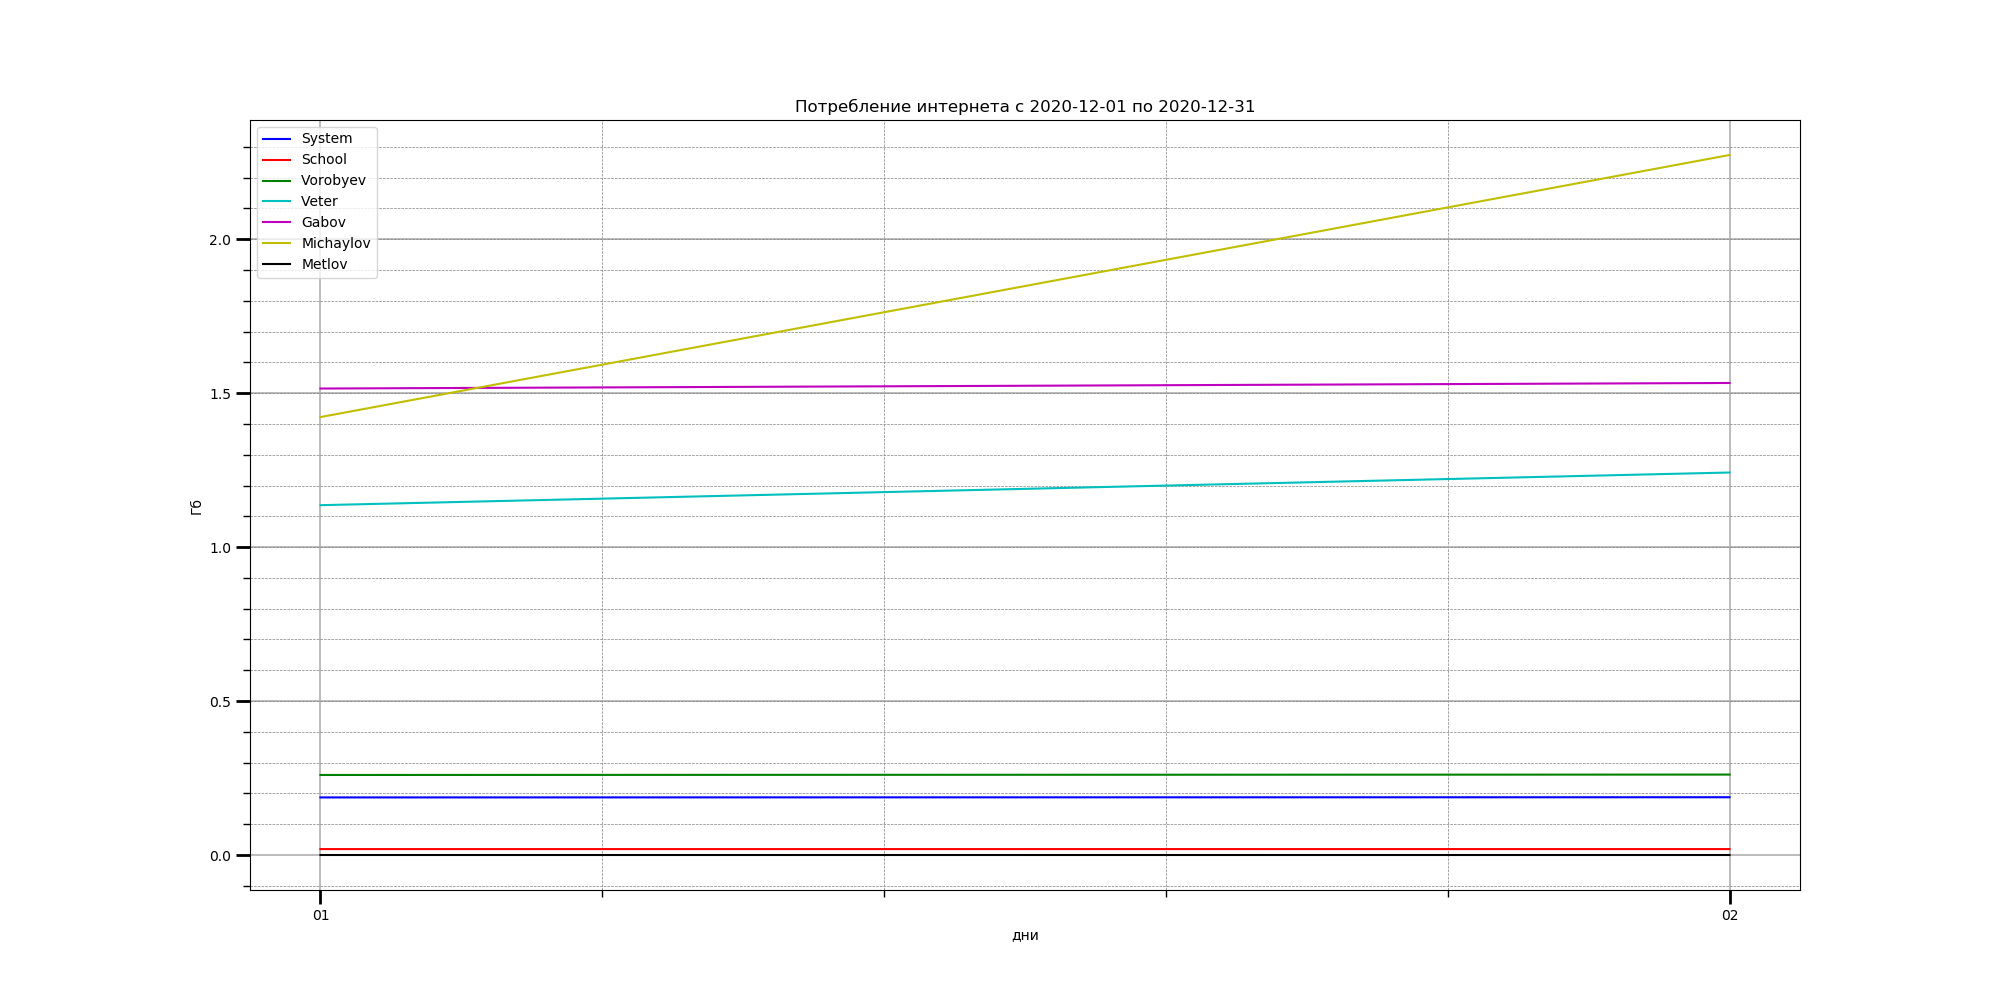 Потребление интернета с 2020-12-01 по 2020-12-31
System
School
Vorobyev
Veter
Gabov
Michaylov
Metlov
2.0
1.5
1.0
0.5
0.0
Гб
01
02
дни